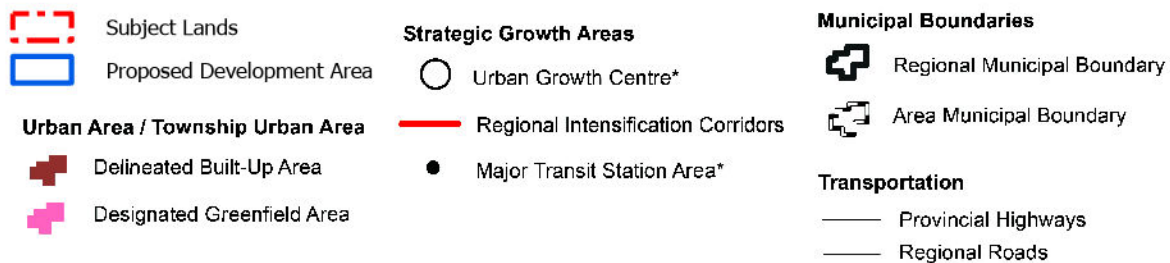 Subject Lands
Proposed Development Area
Urban Area / Township Urban Area
Delineated Built-Up Area
Designated Greenfield Area
Strategic Growth Areas
Urban Growth Centre*
Regional Intensification Corridors
Major Transit Station Area*
Municipal Boundaries
Regional Municipal Boundary
Area Municipal Boundary
Transportation
Provincial Highways
Regional Roads